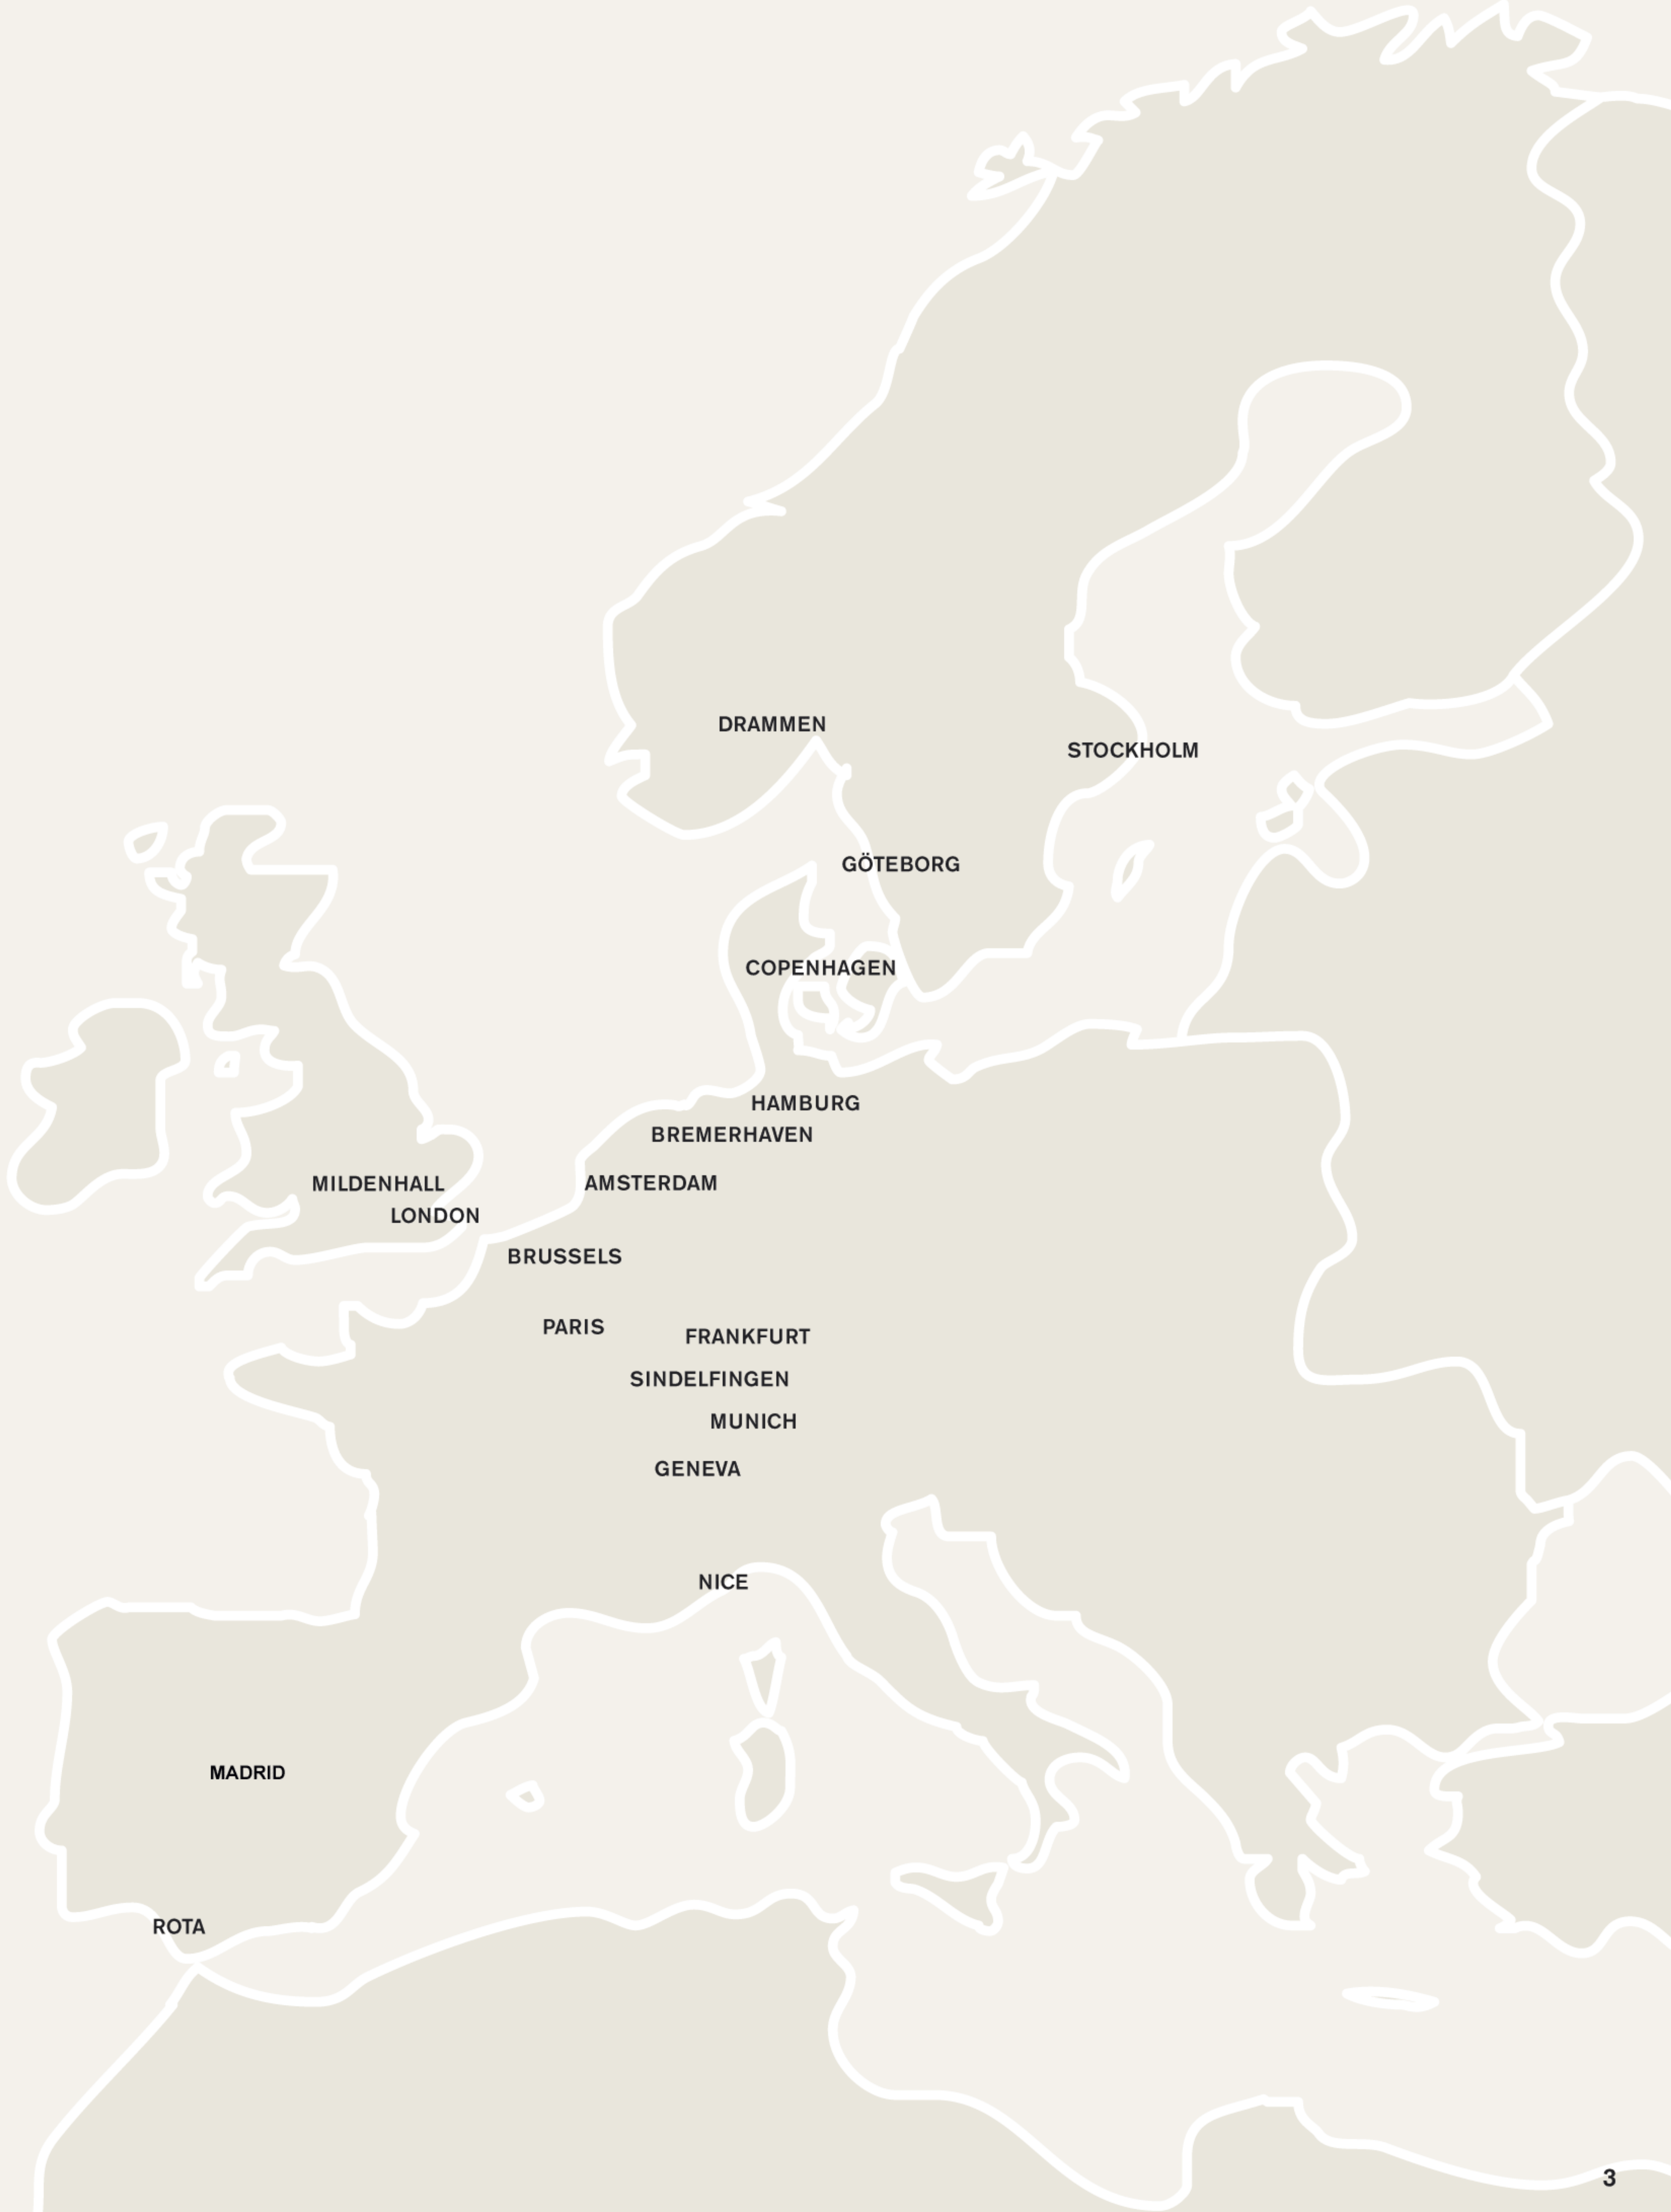 DRAMMEN
STOCKHOLM
GÖTEBORG
COPENHAGEN
HAMBURG
BREMERHAVEN
AMSTERDAM
MILDENHALL
LONDON
BRUSSELS
PARIS
FRANKFURT
SINDELFINGEN
MUNICH
GENEVA
NICE
MADRID
ROTA
3